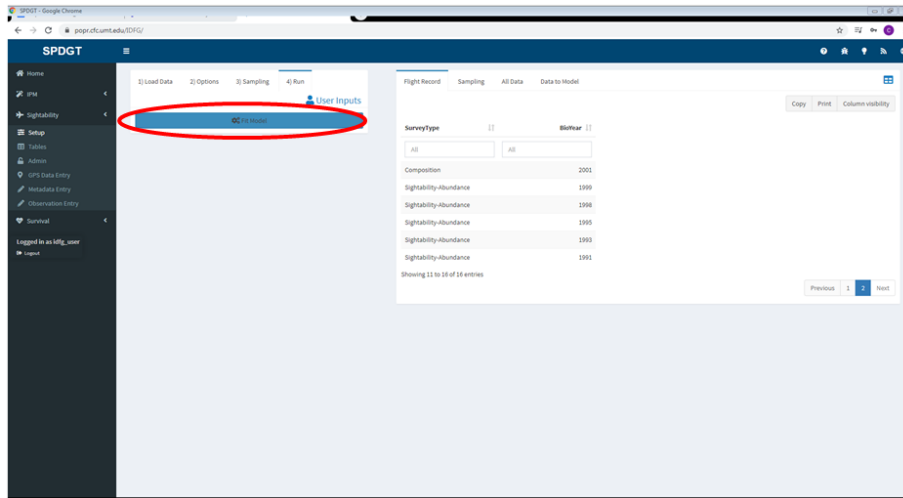 SPDGT - Google Chrome
popr.cfc.umt.edu/IDFG/
SPDGT
Home
IPM
Sightability
Setup
Tables
Admin
GPS Data Entry
Metadata Entry
Observation Entry
Survival
Logged in as idfg_user
Logout
1) Load Data 2) Options 3) Sampling 4) Run
User Inputs
Fit Model
Flight Record Sampling All Data Data to Model
Copy Print Column visibility
SurveyType BioYear
All All
Composition 2001
Sightability-Abundance 1999
Sightability-Abundance 1998
Sightability-Abundance 1995
Sightability-Abundance 1993
Sightability-Abundance 1991
Showing 11 to 16 of 16 entries
Previous 1 2 Next